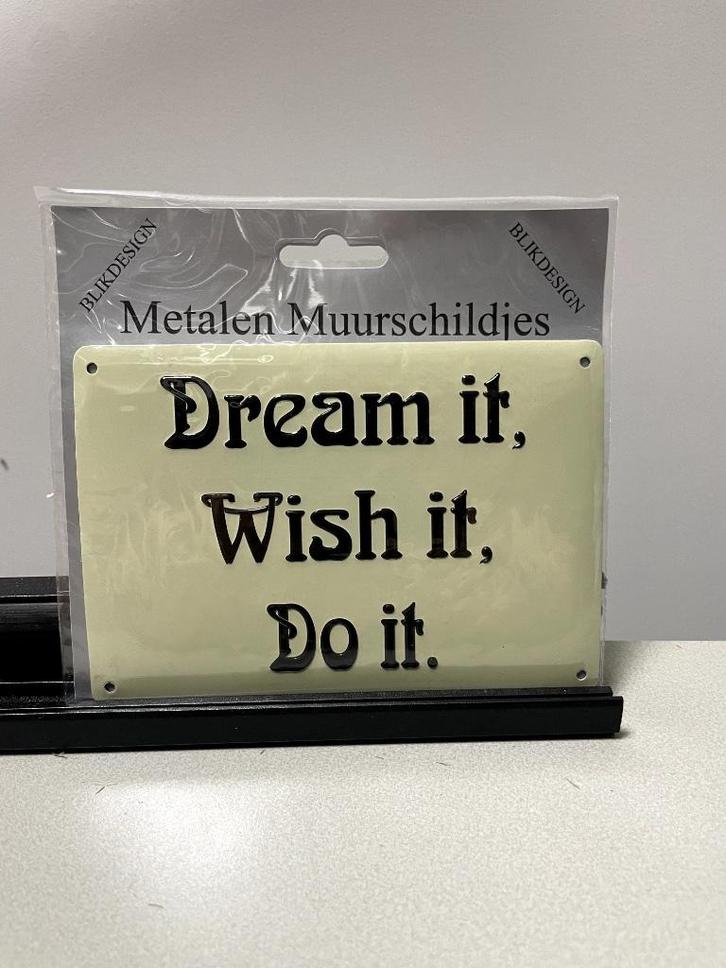 BLIKDESIGN
BLIKDESIGN
Metalen Muurschildjes
Dream it,
Wish it,
Do it.